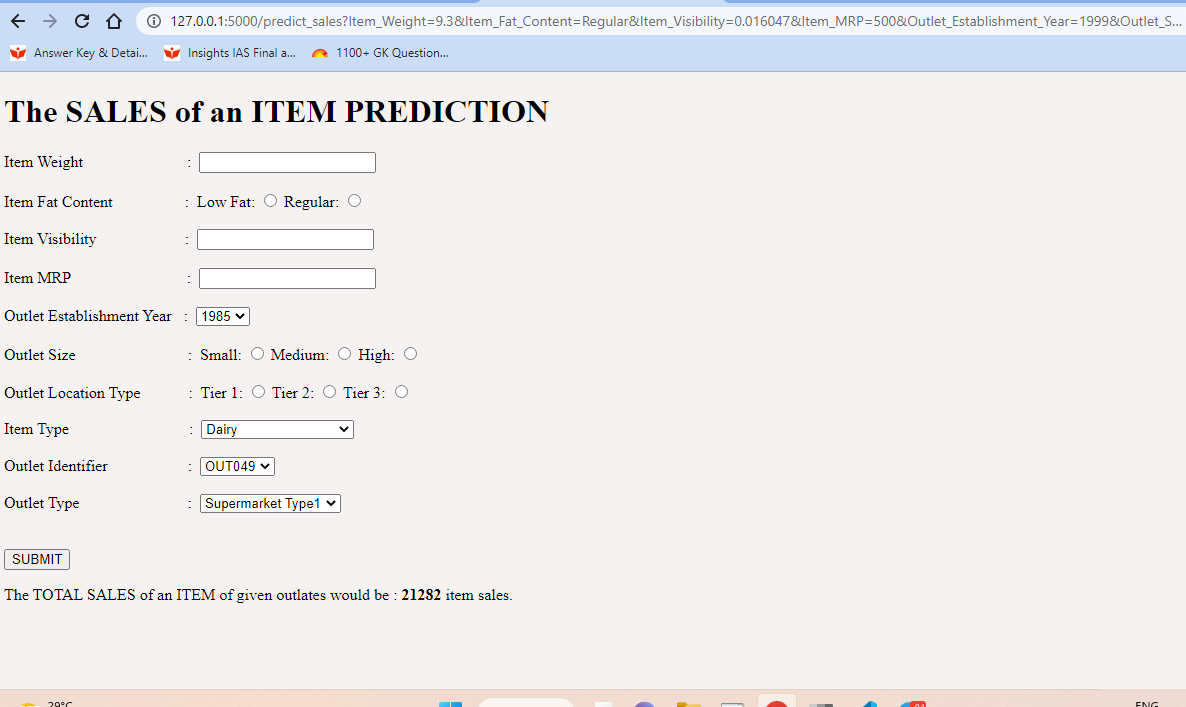 127.0.0.1:5000/predict_sales?Item_Weight=9.3&Item_Fat_Content=Regular&Item_Visibility=0.016047&Item_MRP=500&Outlet_Establishment_Year=1999&Outlet_S...
Answer Key & Detai... Insights IAS Final a... 1100+ GK Question...
The SALES of an ITEM PREDICTION
Item Weight :
Item Fat Content : Low Fat: Regular:
Item Visibility :
Item MRP :
Outlet Establishment Year : 1985
Outlet Size : Small: Medium: High:
Outlet Location Type : Tier 1: Tier 2: Tier 3:
Item Type : Dairy
Outlet Identifier : OUT049
Outlet Type : Supermarket Type1
SUBMIT
The TOTAL SALES of an ITEM of given outlates would be : 21282 item sales.
29°C ENG